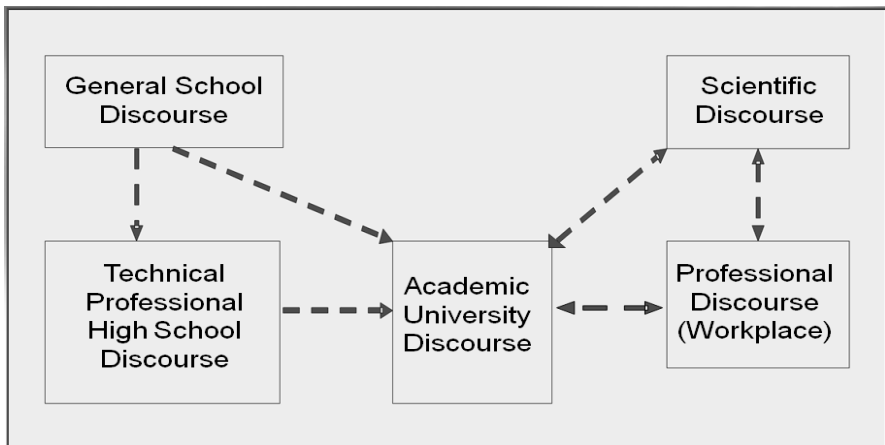 General School
Discourse
Scientific
Discourse
Technical
Professional
High School
Discourse
Academic
University
Discourse
Professional
Discourse
(Workplace)